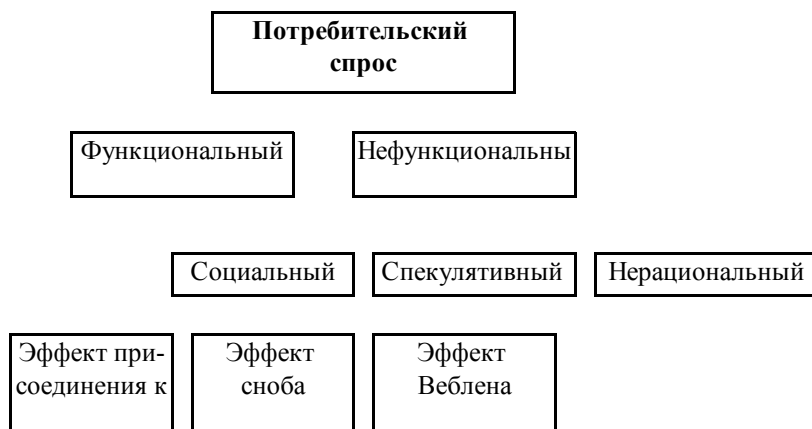 Потребительский
спрос
Функциональный
Нефункциональны
Социальный
Спекулятивный
Нерациональный
Эффект при-
соединения к
Эффект
сноба
Эффект
Веблена